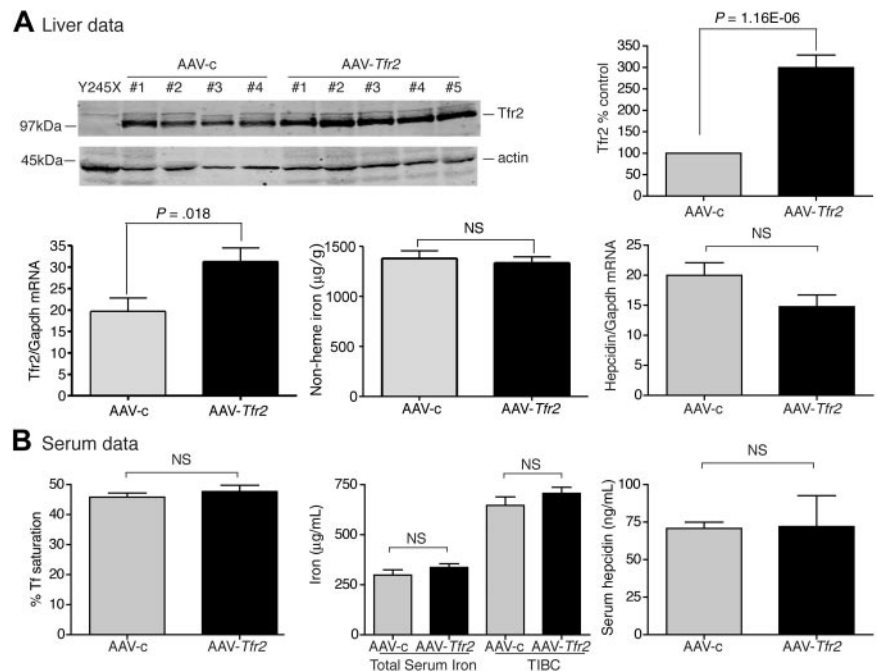 A Liver data
AAV-c AAV-Tfr2
Y245X #1 #2 #3 #4 #1 #2 #3 #4 #5
Tfr2
97kDa
45kDa
actin
P = 1.16E-06
Tfr2 % control
350
300
250
200
150
100
50
0
AAV-c AAV-Tfr2
P = .018
Tfr2/Gapdh mRNA
35
30
25
20
15
10
5
0
AAV-c AAV-Tfr2
NS
Non-heme iron (µg/g)
1500
1300
600
300
0
AAV-c AAV-Tfr2
NS
Hepcidin/Gapdh mRNA
25
20
15
10
5
0
AAV-c AAV-Tfr2
B Serum data
NS
% Tf saturation
50
40
30
20
10
0
AAV-c AAV-Tfr2
NS
NS
Iron (µg/mL)
750
500
250
0
AAV-c AAV-Tfr2 AAV-c AAV-Tfr2
Total Serum Iron TIBC
NS
Serum hepcidin (ng/mL)
100
75
50
25
0
AAV-c AAV-Tfr2